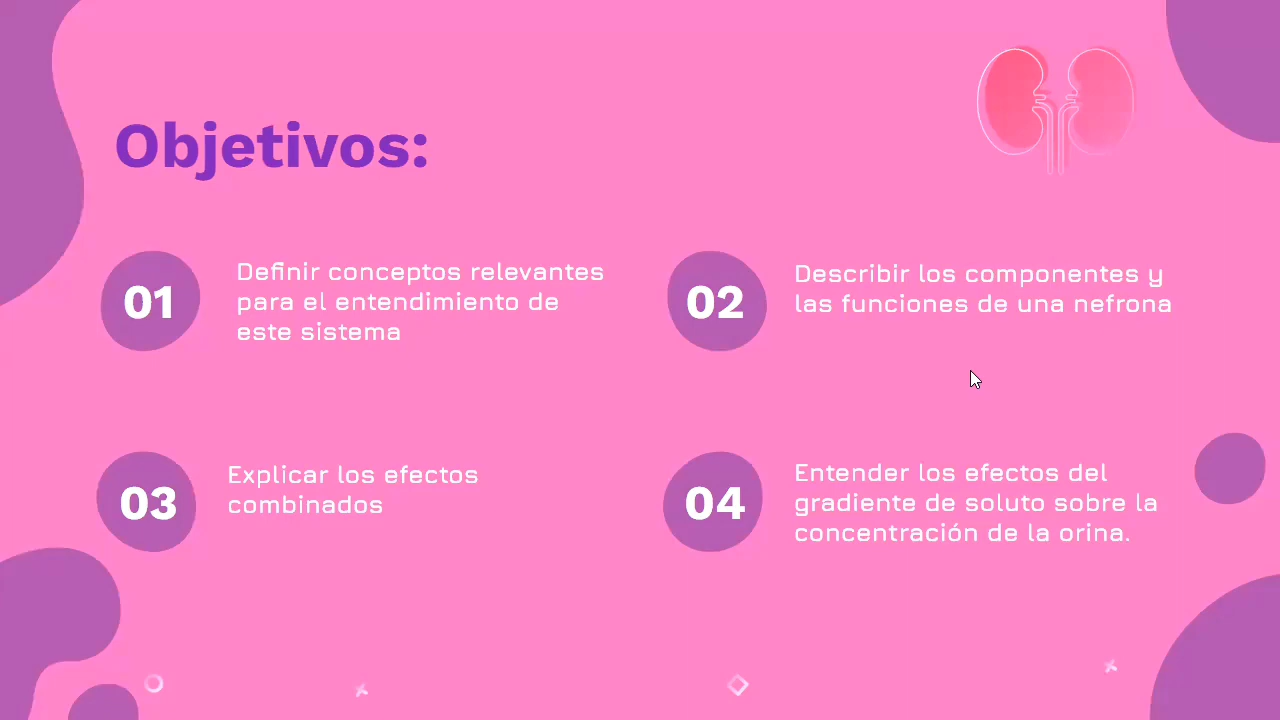 Objetivos:
01
Definir conceptos relevantes
para el entendimiento de
este sistema
02
Describir los componentes y
las funciones de una nefrona
03
Explicar los efectos
combinados
04
Entender los efectos del
gradiente de soluto sobre la
concentración de la orina.